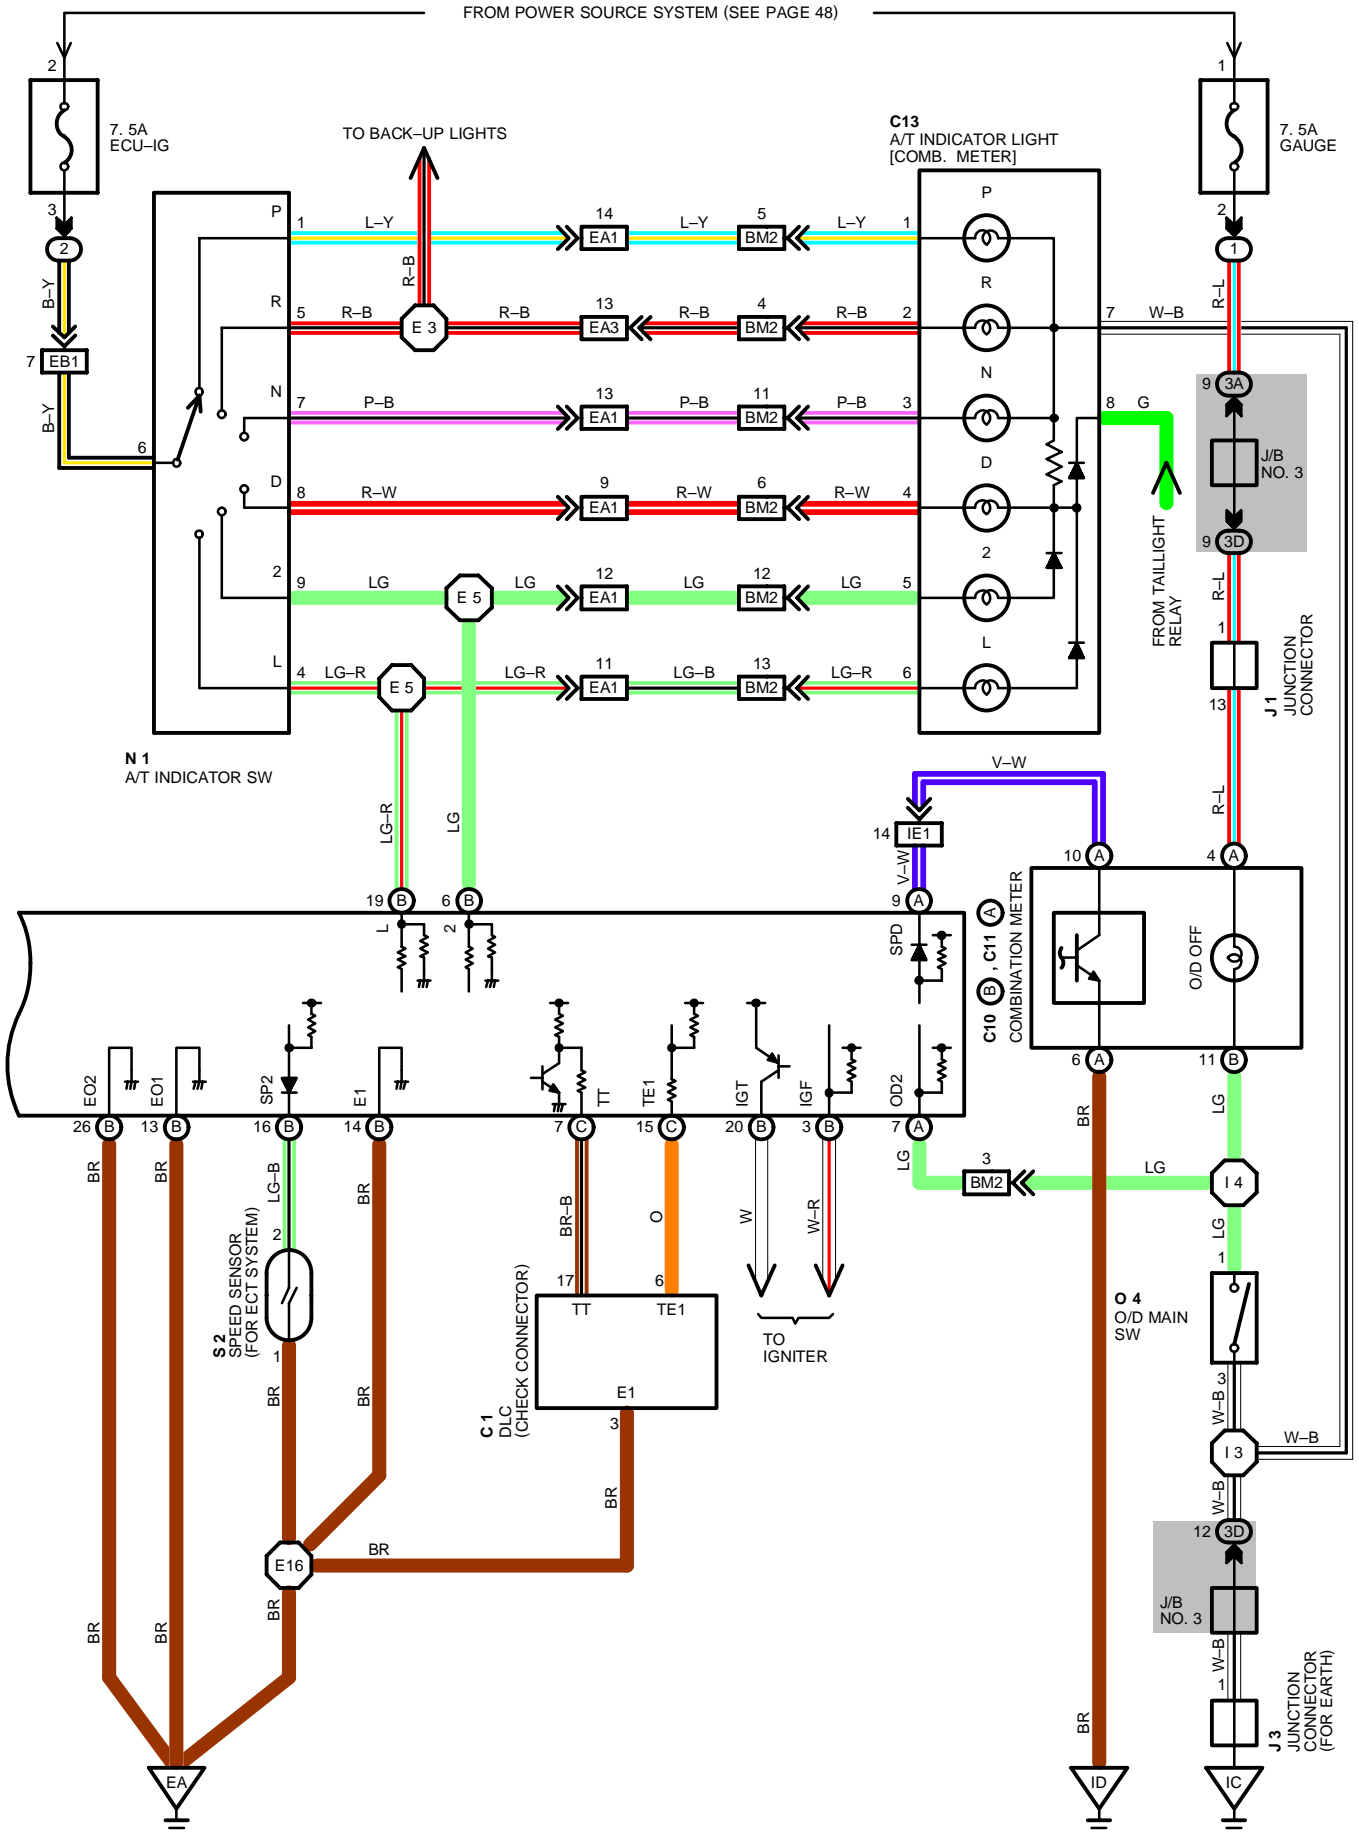 FROM POWER SOURCE SYSTEM (SEE PAGE 48)
2
1
7. 5A
ECU–IG
TO BACK–UP LIGHTS
C13
A/T INDICATOR LIGHT
[COMB. METER]
7. 5A
GAUGE
3
2
2
1
P
1
L–Y
14
EA1
L–Y
5
BM2
L–Y
1
P
B–Y
R–B
R–L
R
5
R–B
E 3
R–B
13
EA3
R–B
4
BM2
R–B
2
R
7
W–B
7
EB1
9
3A
N
7
P–B
13
EA1
P–B
11
BM2
P–B
3
N
8
G
B–Y
6
J/B
NO. 3
D
8
R–W
9
EA1
R–W
6
BM2
R–W
4
D
9
3D
FROM TAILLIGHT
RELAY
2
9
LG
E 5
LG
12
EA1
LG
12
BM2
LG
5
2
R–L
1
L
4
LG–R
E 5
LG–R
11
EA1
LG–B
13
BM2
LG–R
6
L
13
J 1
JUNCTION
CONNECTOR
N 1
A/T INDICATOR SW
V–W
LG–R
LG
14
IE1
V–W
R–L
10
A
4
A
19
B
6
B
9
A
L
2
SPD
C10 B , C11 A
COMBINATION METER
O/D OFF
EO2
EO1
SP2
E1
TT
TE1
IGT
IGF
OD2
6
A
11
B
26
B
13
B
16
B
14
B
7
C
15
C
20
B
3
B
7
A
BR
LG
BR
BR
LG–B
BR
BR–B
O
W
W–R
LG
3
BM2
LG
I 4
LG
2
S 2
SPEED SENSOR
(FOR ECT SYSTEM)
1
17
6
TT
TE1
TO
IGNITER
1
O 4
O/D MAIN
SW
3
E1
3
C 1
DLC
(CHECK CONNECTOR)
BR
BR
W–B
I 3
W–B
BR
W–B
BR
E16
12
3D
BR
BR
BR
J/B
NO. 3
W–B
1
BR
J 3
JUNCTION
CONNECTOR
(FOR EARTH)
EA
ID
IC